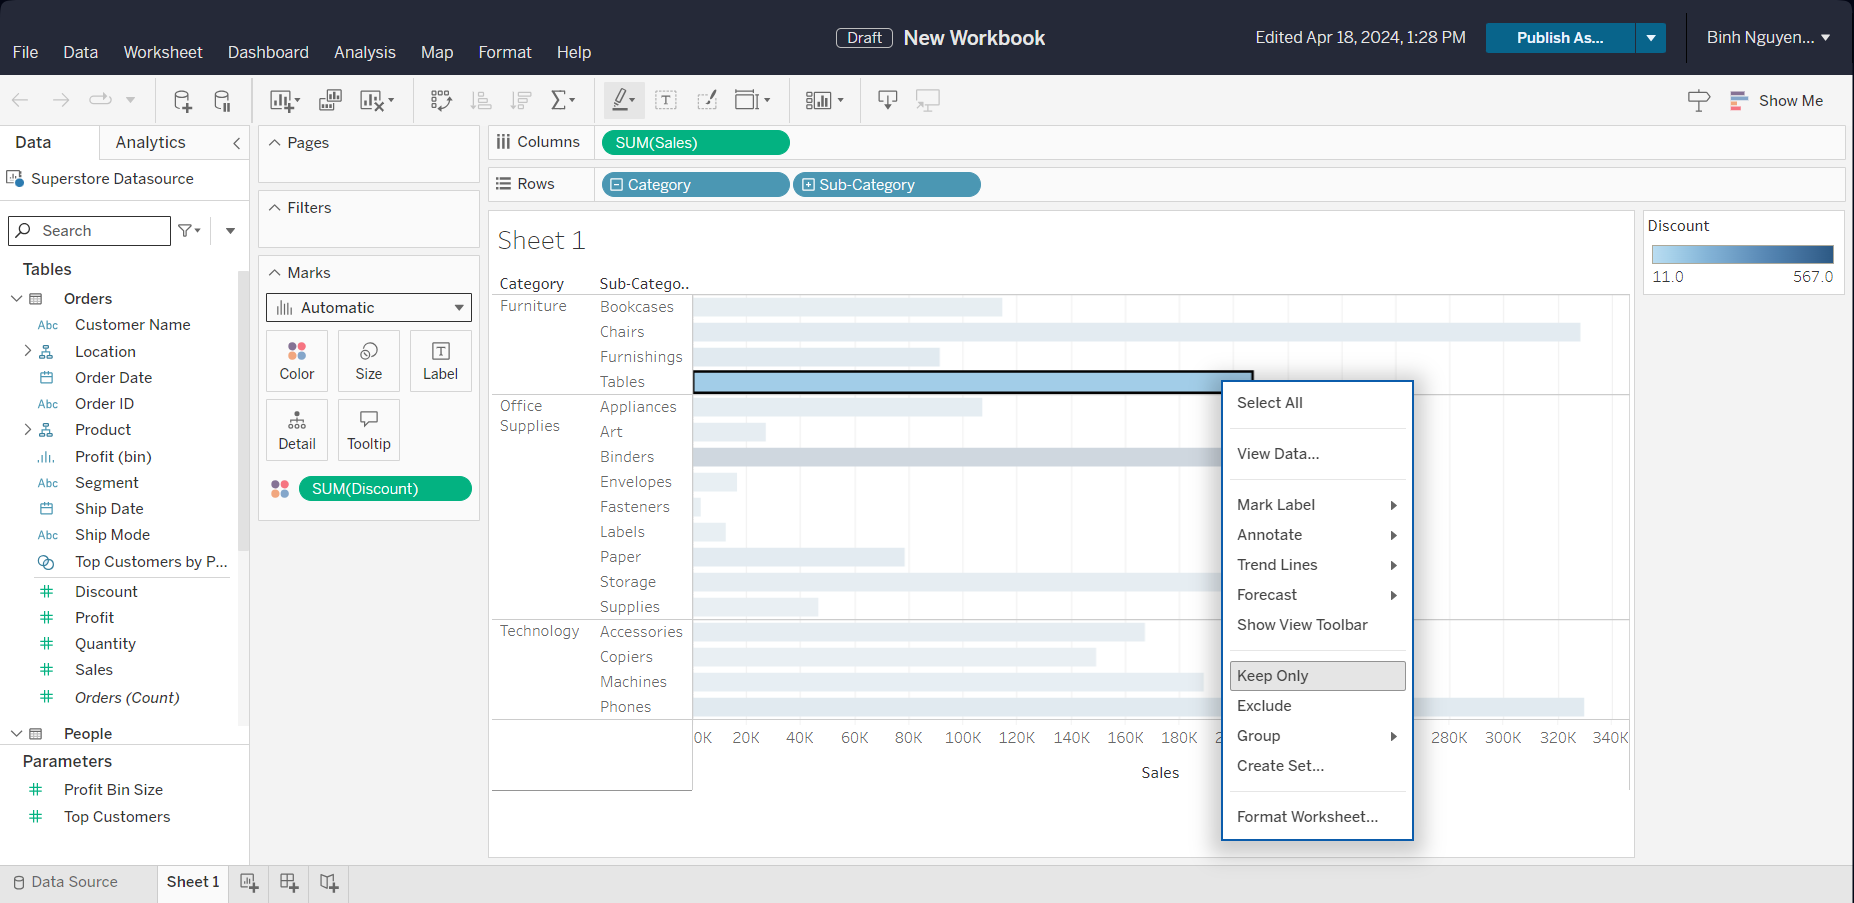 Draft New Workbook
Edited Apr 18, 2024, 1:28 PM
Publish As...
Binh Nguyen...
File Data Worksheet Dashboard Analysis Map Format Help
Show Me
Data
Analytics
Superstore Datasource
Search
Tables
Orders
Abc Customer Name
Location
Order Date
Abc Order ID
Product
Profit (bin)
Abc Segment
Ship Date
Abc Ship Mode
Top Customers by P...
Discount
Profit
Quantity
Sales
Orders (Count)
People
Parameters
Profit Bin Size
Top Customers
Pages
Filters
Marks
Automatic
Color
Size
Label
Detail
Tooltip
SUM(Discount)
Columns
SUM(Sales)
Rows
Category
Sub-Category
Sheet 1
Category
Sub-Catego..
Furniture
Bookcases
Chairs
Furnishings
Tables
Office
Supplies
Appliances
Art
Binders
Envelopes
Fasteners
Labels
Paper
Storage
Supplies
Technology
Accessories
Copiers
Machines
Phones
0K 20K 40K 60K 80K 100K 120K 140K 160K 180K 2 280K 300K 320K 340K
Sales
Select All
View Data...
Mark Label
Annotate
Trend Lines
Forecast
Show View Toolbar
Keep Only
Exclude
Group
Create Set...
Format Worksheet...
Discount
11.0 567.0
Data Source
Sheet 1